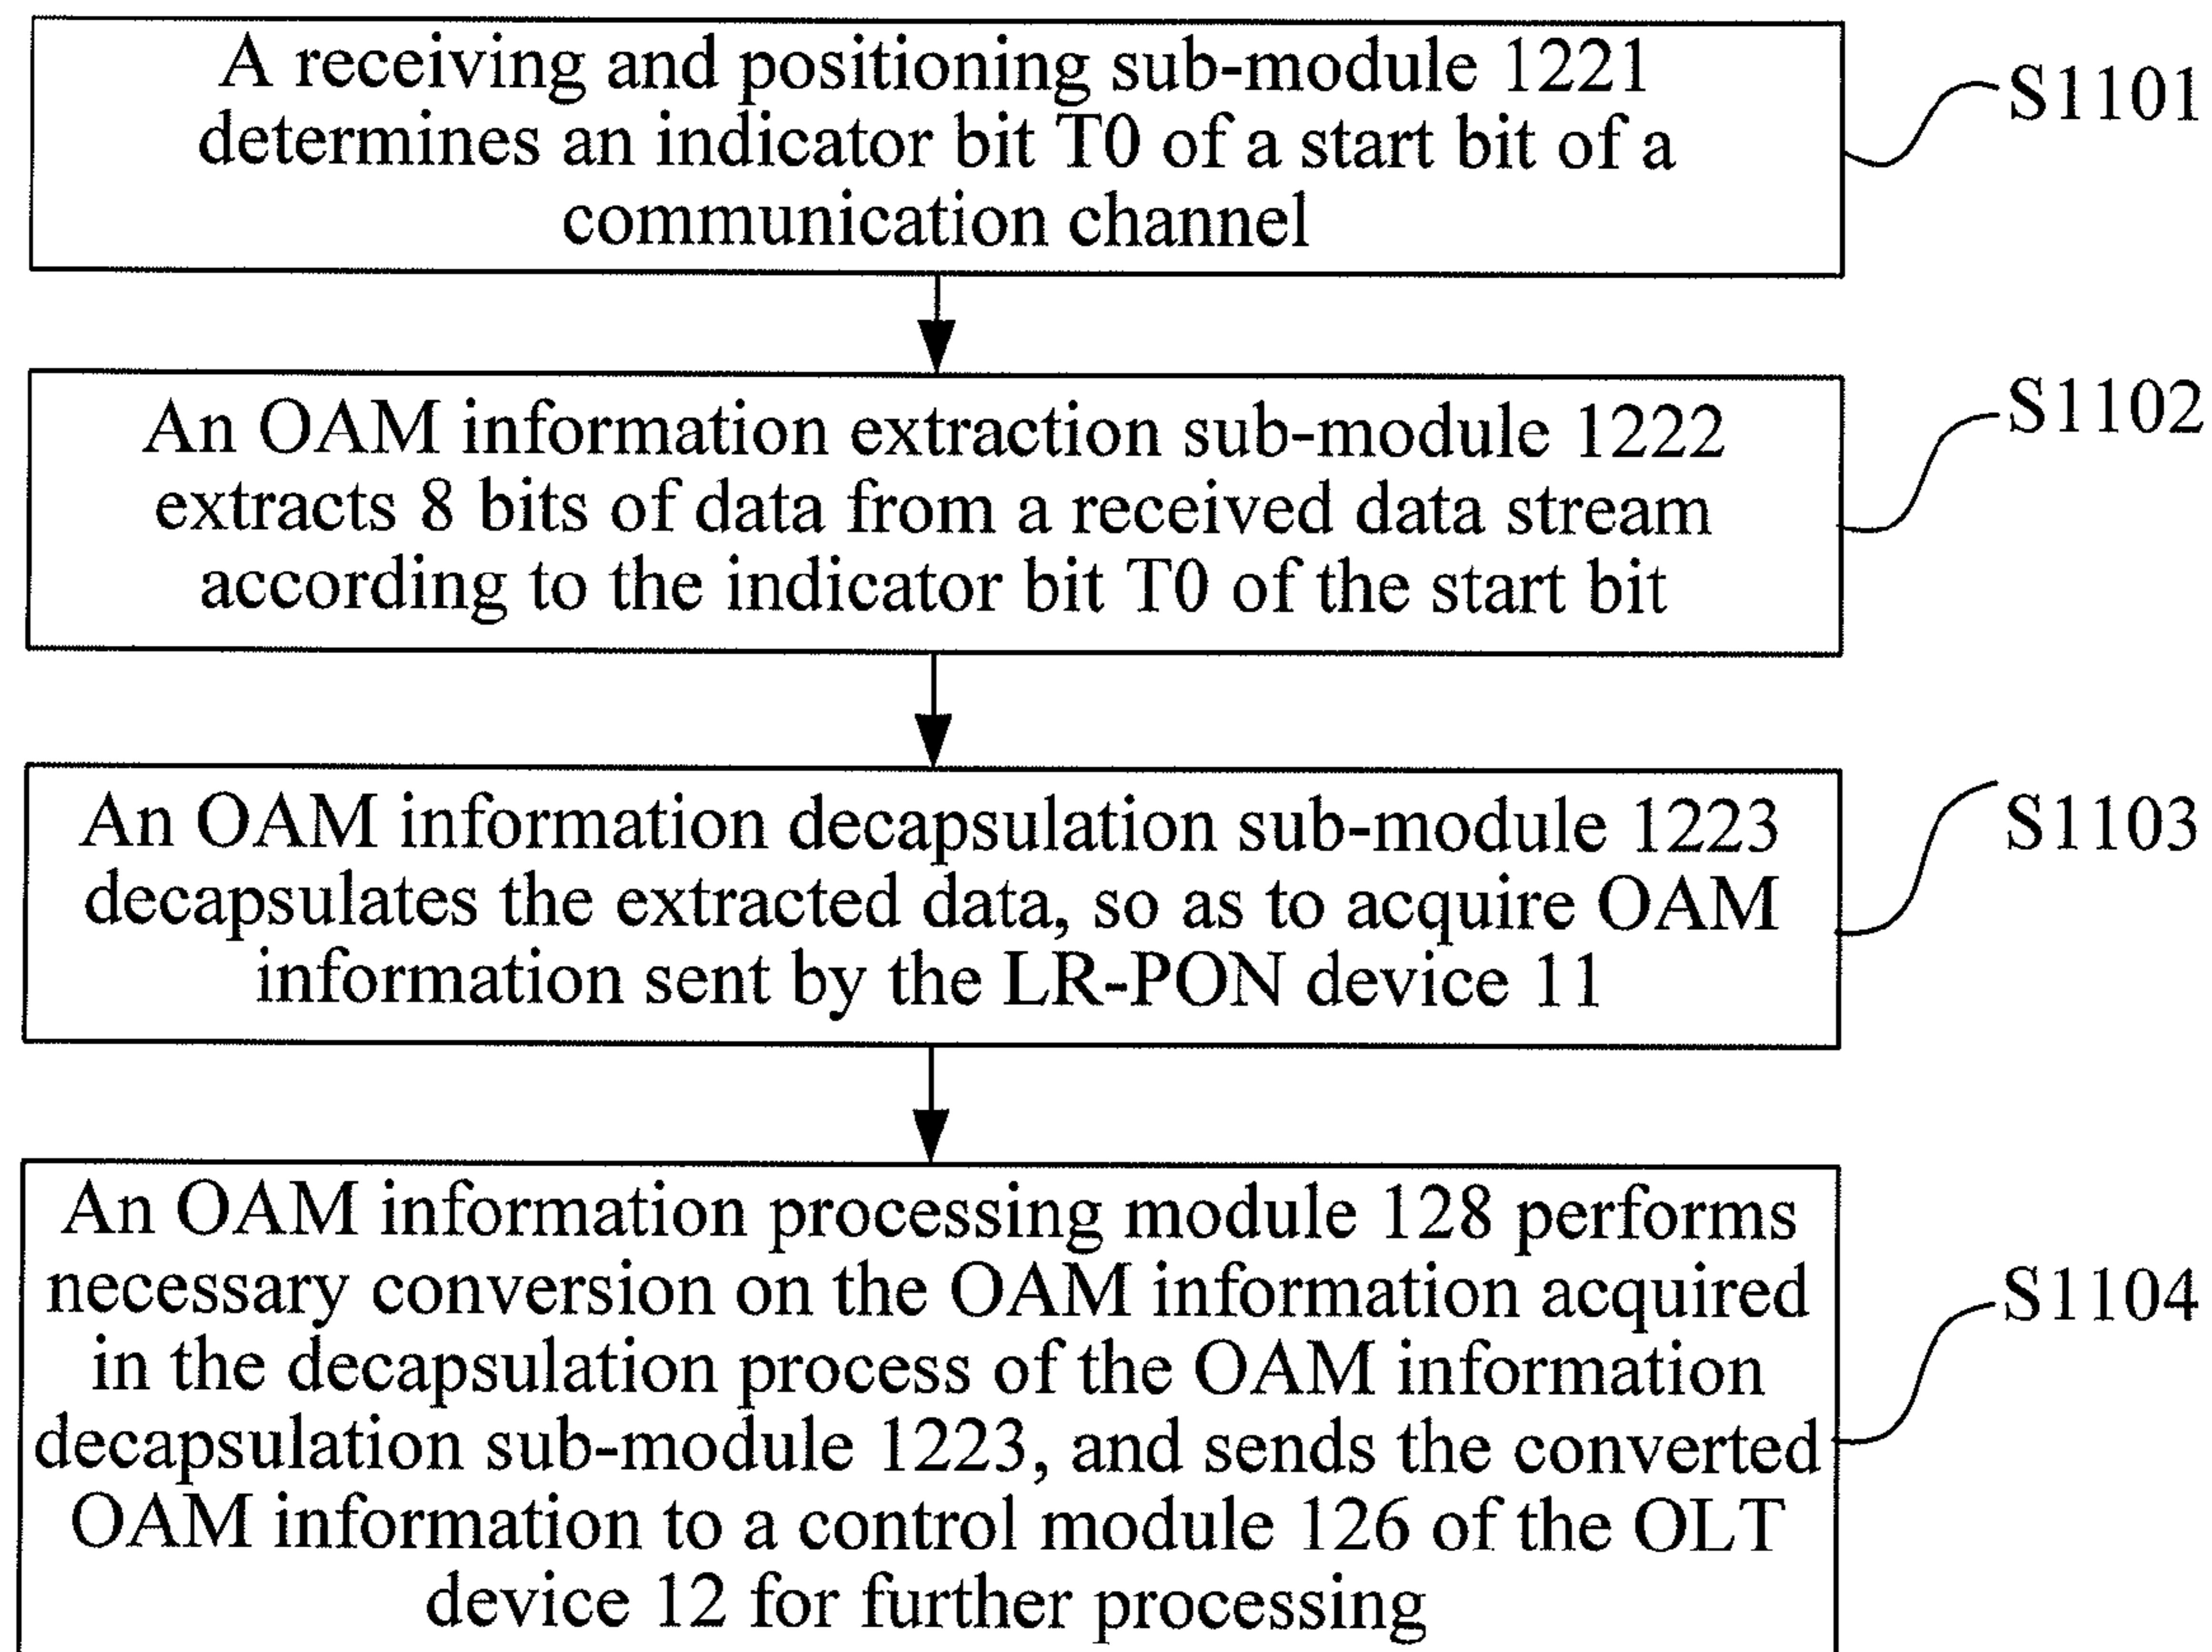 A receiving and positioning sub-module 1221
determines an indicator bit T0 of a start bit of a
communication channel
S1101
An OAM information extraction sub-module 1222
extracts 8 bits of data from a received data stream
according to the indicator bit T0 of the start bit
S1102
An OAM information decapsulation sub-module 1223
decapsulates the extracted data, so as to acquire OAM
information sent by the LR-PON device 11
S1103
An OAM information processing module 128 performs
necessary conversion on the OAM information acquired
in the decapsulation process of the OAM information
decapsulation sub-module 1223, and sends the converted
OAM information to a control module 126 of the OLT
device 12 for further processing
S1104